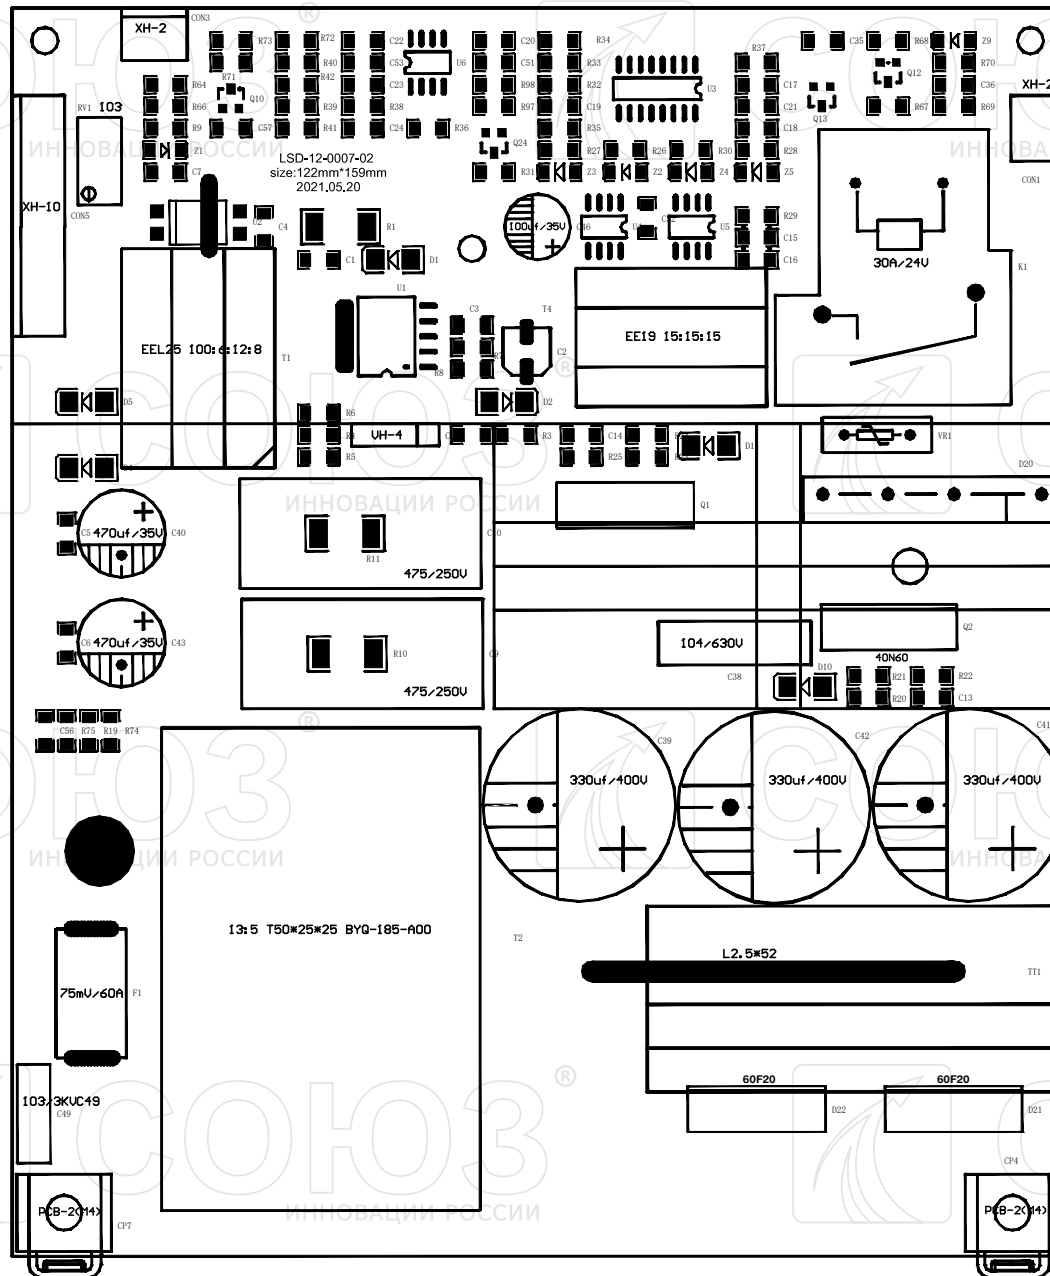 XH-2
CON3
R73
R72
C22
C20
R34
C35
R68
Z9
R40
C53
U6
C51
R33
R37
R70
R71
Q12
R64
R42
C23
R98
R32
U3
C17
C36
XH-2
XH-10
RV1 103
R66
Q10
R39
C38
R38
R97
C19
C21
Q13
R67
R69
R9
C57
R41
C24
R36
R35
C18
Z1
Q24
R27
R26
R30
R28
C7
R31
Z3
Z2
Z4
Z5
CON1
LSD-12-0007-02
size:122mm*159mm
2021.05.20
CON5
U2
C4
R1
100uf/35V
C46
U5
R29
C15
C1
D1
C16
30A/24V
K1
U1
C3
T4
EEL25 100:6:12:8
T1
R8
C2
EE19 15:15:15
D5
D2
R6
VH-4
R3
C14
VR1
R5
R25
D20
470uf/35V
C5
C40
R11
475/250V
Q1
470uf/35V
C6
C43
R10
475/250V
104/630V
C38
Q2
40N60
D10
R21
R22
R20
C13
C56
R75
R19
R74
330uf/400V
C39
330uf/400V
C42
330uf/400V
C41
13:5 T50*25*25 BYQ-185-A00
T2
L2.5*52
TT1
75mV/60A
F1
60F20
60F20
D22
D21
103/3KVC49
C49
PCB-2(M4)
CP7
CP4
PCB-2(M4)
СОЮЗ
®
ИННОВАЦИИ РОССИИ